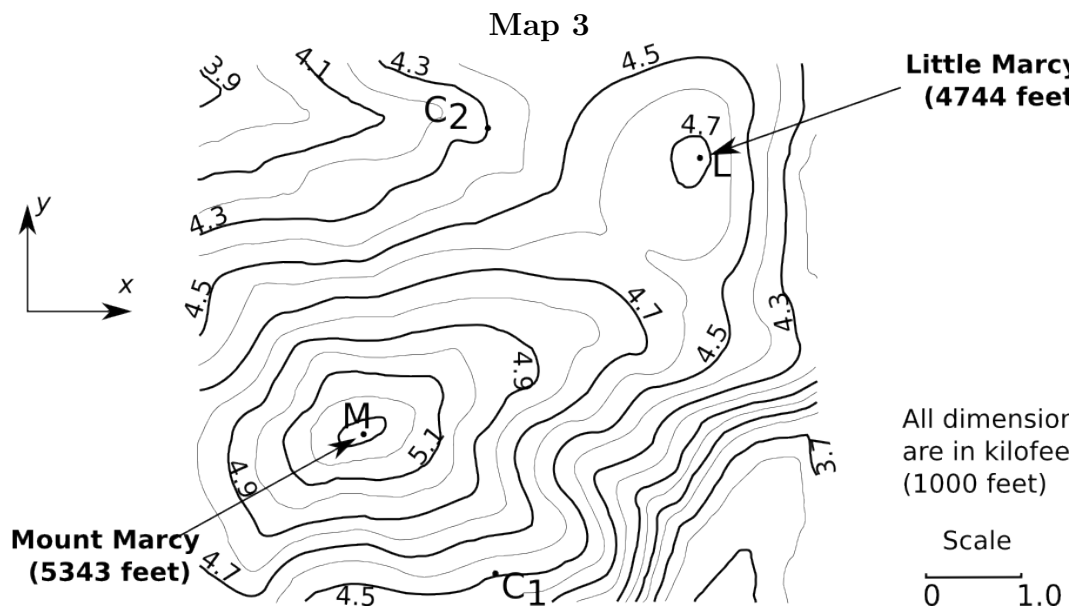 Map 3
4.5
4.1
4.3
3.9
Little Marcy
(4744 feet
C2
4.7
L
y
4.3
x
4.5
4.7
4.3
4.5
4.9
M
5.1
All dimension
are in kilofee
(1000 feet)
3.7
4.9
Mount Marcy
(5343 feet)
Scale
4.7
4.5
C1
0 1.0